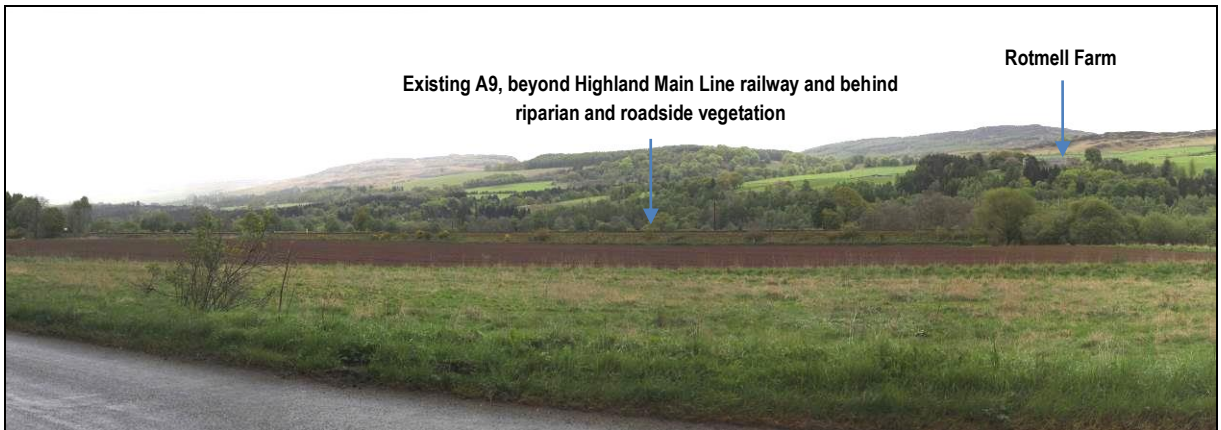 Rotmell Farm
Existing A9, beyond Highland Main Line railway and behind
riparian and roadside vegetation